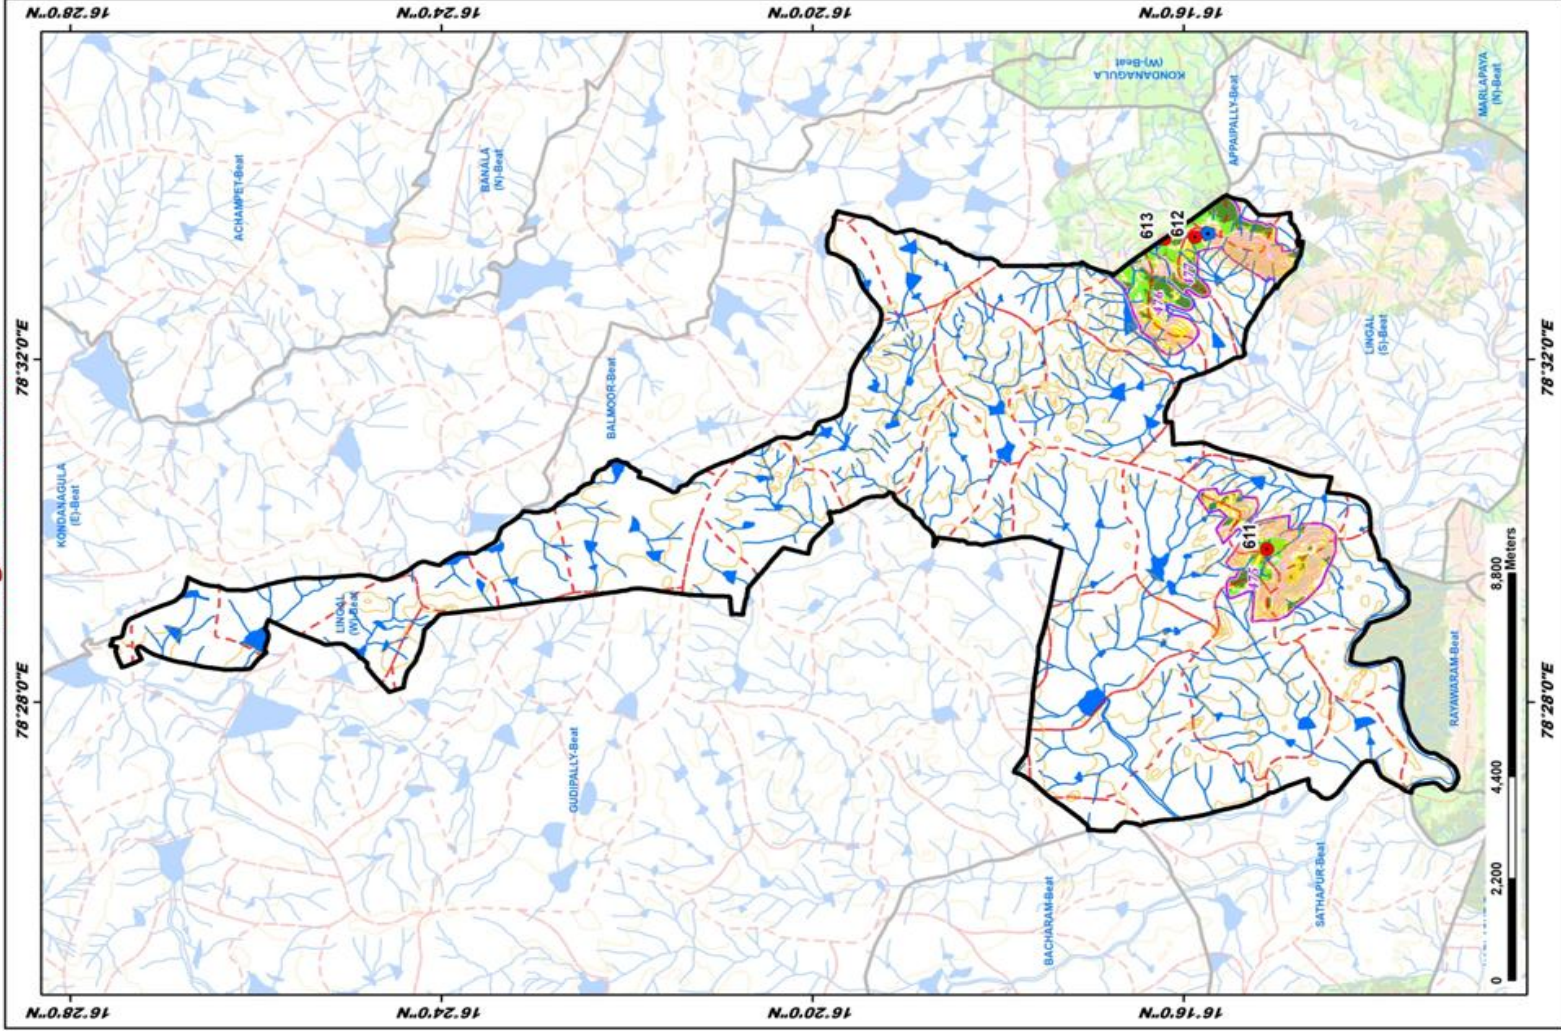 16°28'0"N
16°24'0"N
16°20'0"N
16°16'0"N
78°32'0"E
78°28'0"E
KONDANAGULA
(W)-Beat
MARLAPAYA
(N)-Beat
APPAIPALLY-Beat
ACHAMPET-Beat
BANALA
(N)-Beat
613
612
476
477
LINGAL
(S)-Beat
BALMOOR-Beat
KONDANAGULA
(E)-Beat
611
LINGAL
(W)-Beat
RAYAWARAM-Beat
GUDIPALLY-Beat
SATHAPUR-Beat
BACHARAM-Beat
0
2,200
4,400
8,800
Meters
78°32'0"E
78°28'0"E
16°28'0"N
16°24'0"N
16°20'0"N
16°16'0"N